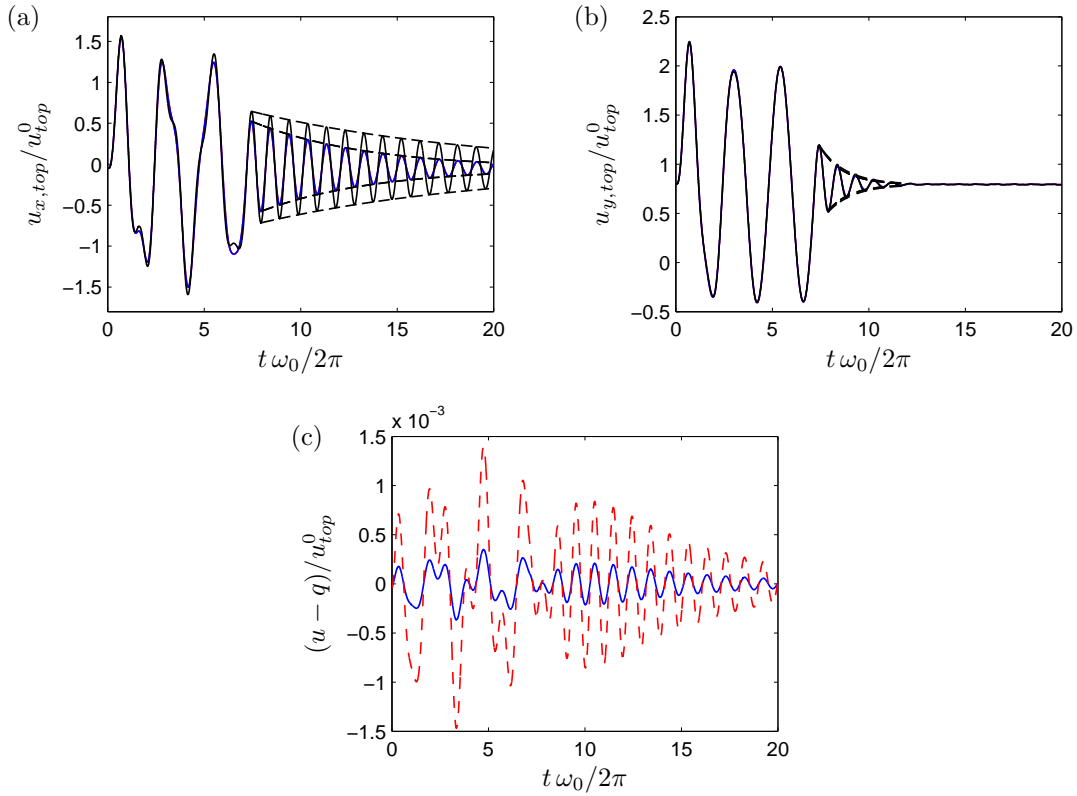 (a)
1.5
1
0.5
0
−0.5
−1
−1.5
u_{x,top}/u^0_{top}
0 5 10 15 20
t ω_0/2π
(b)
2.5
2
1.5
1
0.5
0
−0.5
u_{y,top}/u^0_{top}
0 5 10 15 20
t ω_0/2π
(c)
x 10^{−3}
1.5
1
0.5
0
−0.5
−1
−1.5
(u − q)/u^0_{top}
0 5 10 15 20
t ω_0/2π